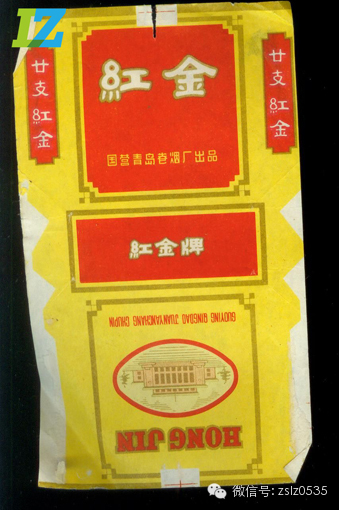 廿支紅金
紅金
国营青岛卷烟厂出品
廿支紅金
紅金牌
GUOYING QINGDAO JUANYANCHANG CHUPIN
HONG JIN
微信号: zslz0535